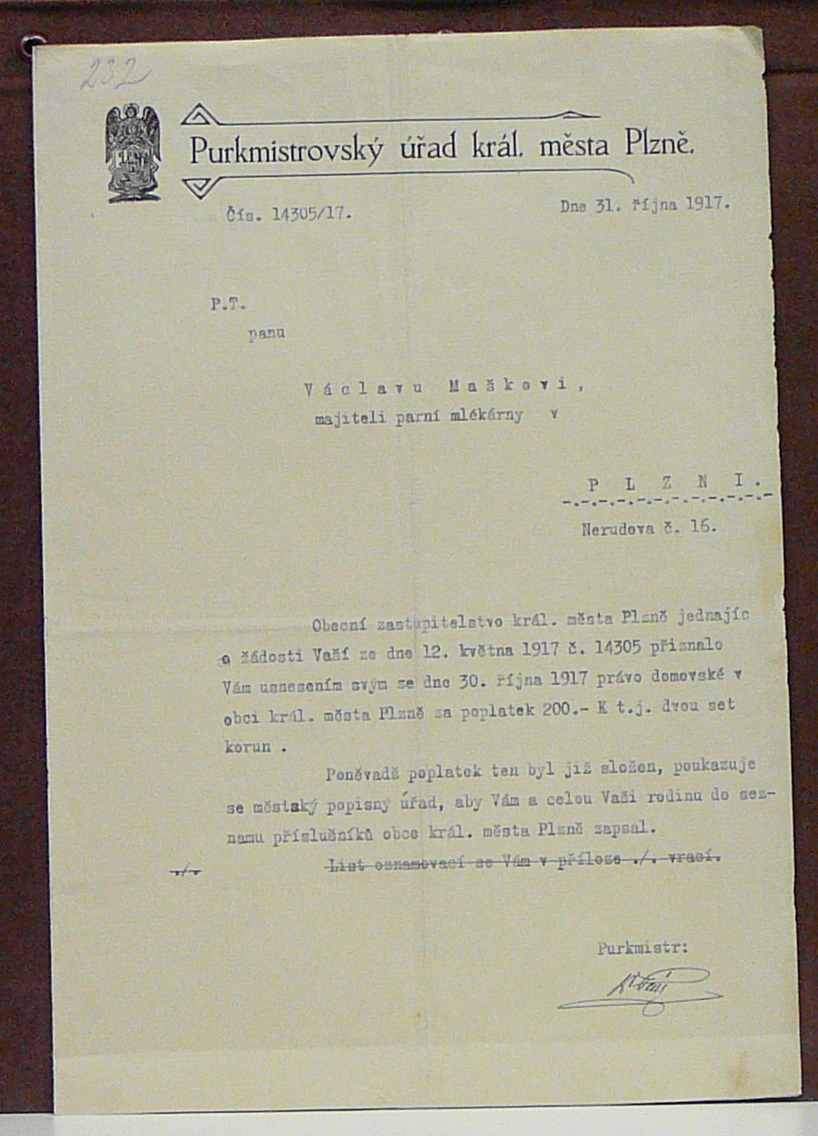 232
Purkmistrovský úřad král. města Plzně.
Čís. 14305/17.
Dne 31. října 1917.
P.T.
panu
Václavu Maškovi,
majiteli parní mlékárny v
PLZNI.
Nerudova č. 16.
Obecní zastupitelstvo král. města Plzně jednajíc
o žádosti Vaší ze dne 12. května 1917 č. 14305 přiznalo
Vám usnesením svým ze dne 30. října 1917 právo domovské v
obci král. města Plzně za poplatek 200.- K t.j. dvou set
korun .
Poněvadž poplatek ten byl již složen, poukazuje
se městský popisný úřad, aby Vám a celou Vaši rodinu do sez-
namu příslušníků obce král. města Plzně zapsal.
./. List oznamovací se Vám v příloze ./. vrací.
Purkmistr: